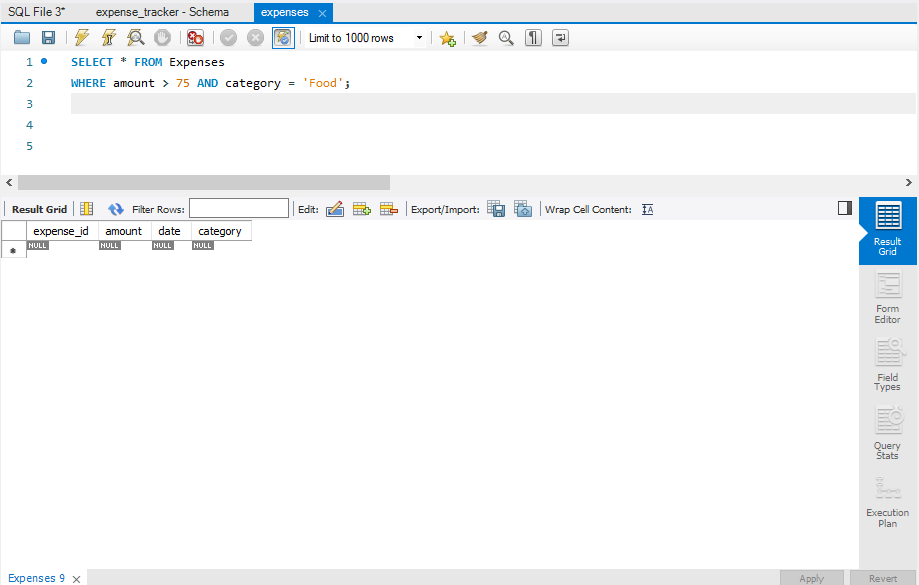 SQL File 3* expense_tracker - Schema expenses
Limit to 1000 rows
1 SELECT * FROM Expenses
2 WHERE amount > 75 AND category = 'Food';
3
4
5
Result Grid Filter Rows: Edit: Export/Import: Wrap Cell Content:
expense_id amount date category
NULL NULL NULL NULL
Result
Grid
Form
Editor
Field
Types
Query
Stats
Execution
Plan
Expenses 9 Apply Revert